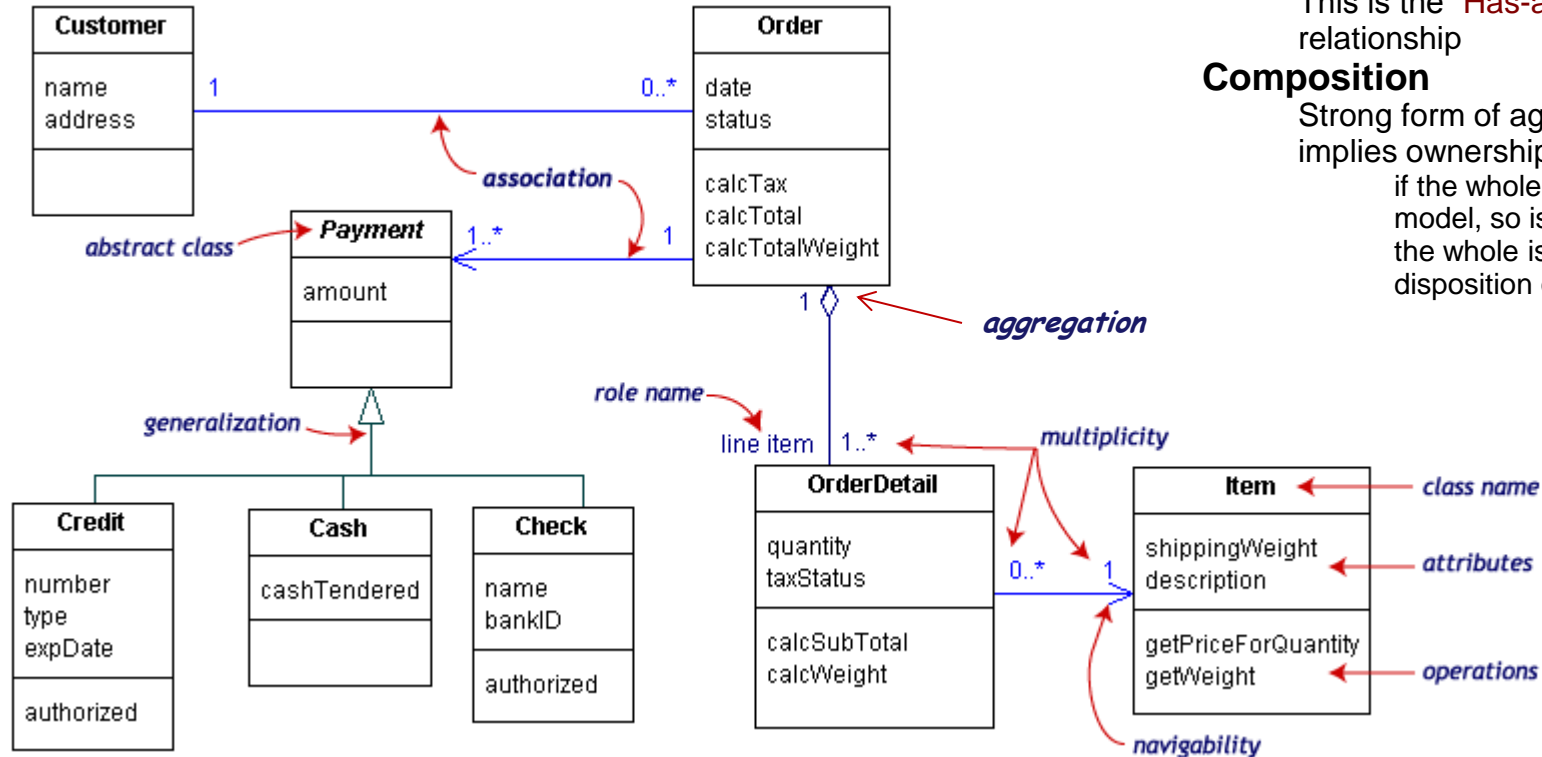 Customer
name
address
1
0..*
Order
date
status
calcTax
calcTotal
calcTotalWeight
association
abstract class
Payment
amount
1..*
1
1
aggregation
generalization
role name
line item
1..*
multiplicity
Credit
number
type
expDate
authorized
Cash
cashTendered
Check
name
bankID
authorized
OrderDetail
quantity
taxStatus
calcSubTotal
calcWeight
0..*
1
Item
shippingWeight
description
getPriceForQuantity
getWeight
class name
attributes
operations
navigability
This is the "Has-a
relationship
Composition
Strong form of ag
implies ownership
if the whole
model, so is
the whole is
disposition